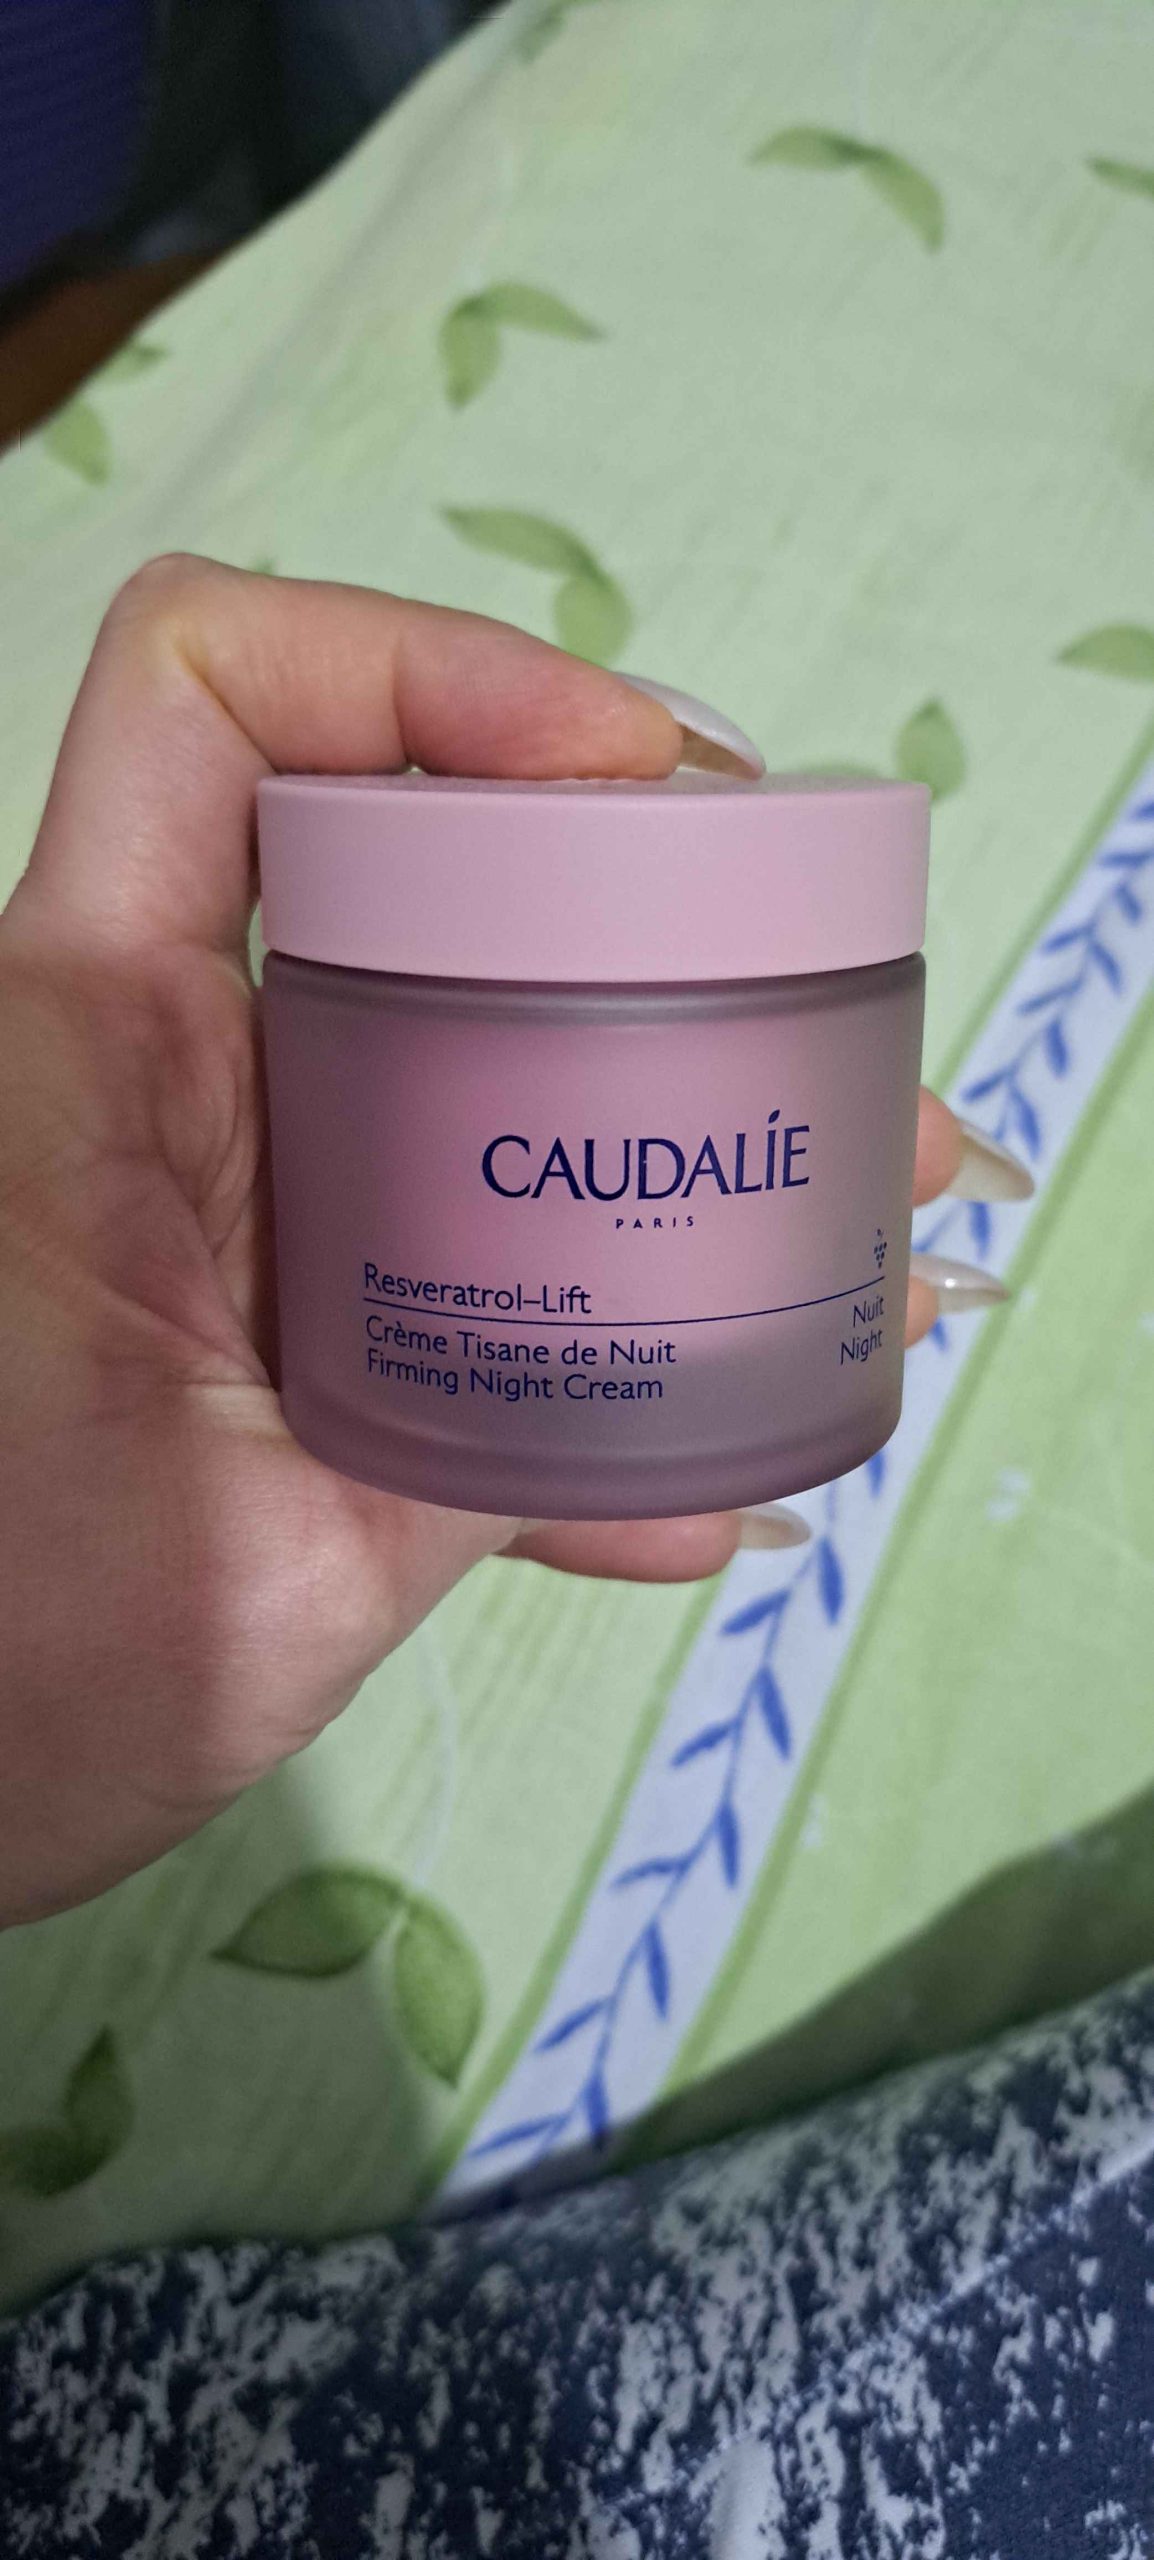 CAUDALÍE
PARIS
Resveratrol–Lift
Crème Tisane de Nuit
Firming Night Cream
Nuit
Night